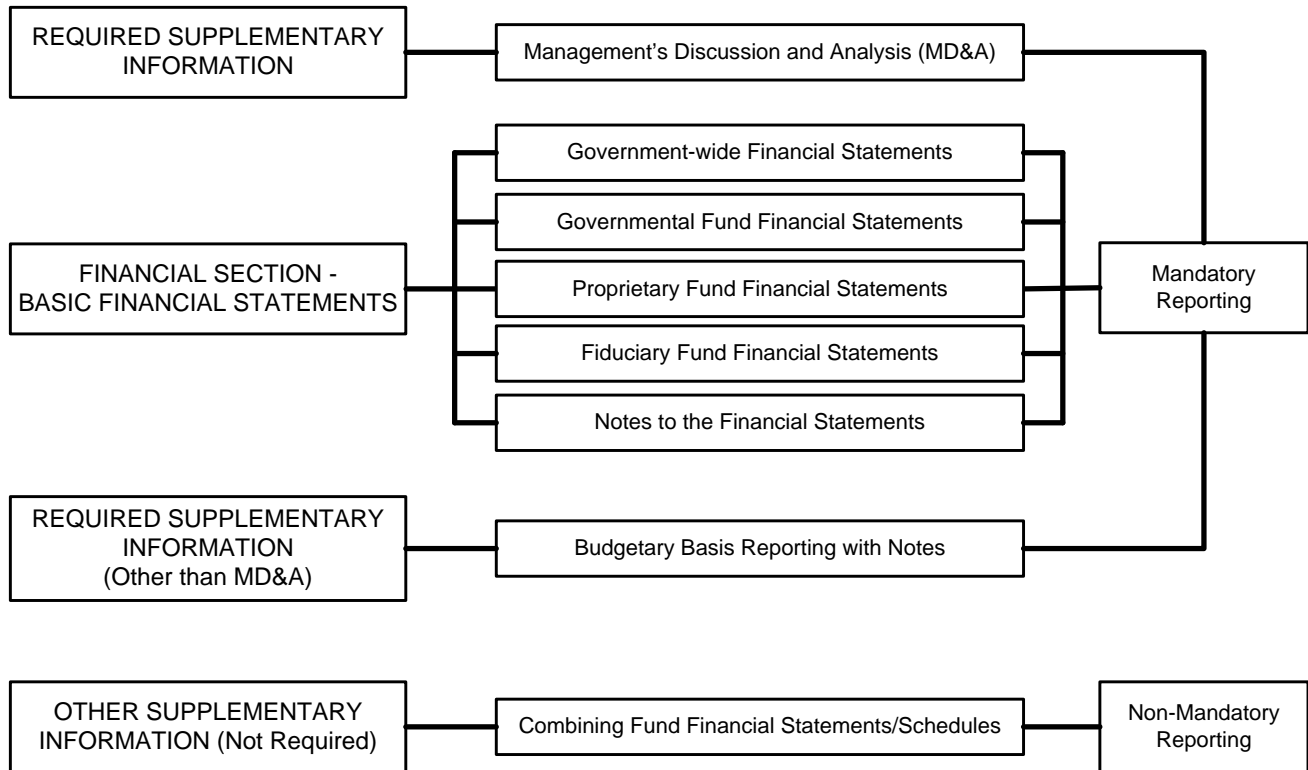 REQUIRED SUPPLEMENTARY
INFORMATION
Management’s Discussion and Analysis (MD&A)
Government-wide Financial Statements
Governmental Fund Financial Statements
FINANCIAL SECTION -
BASIC FINANCIAL STATEMENTS
Proprietary Fund Financial Statements
Mandatory
Reporting
Fiduciary Fund Financial Statements
Notes to the Financial Statements
REQUIRED SUPPLEMENTARY
INFORMATION
(Other than MD&A)
Budgetary Basis Reporting with Notes
OTHER SUPPLEMENTARY
INFORMATION (Not Required)
Combining Fund Financial Statements/Schedules
Non-Mandatory
Reporting